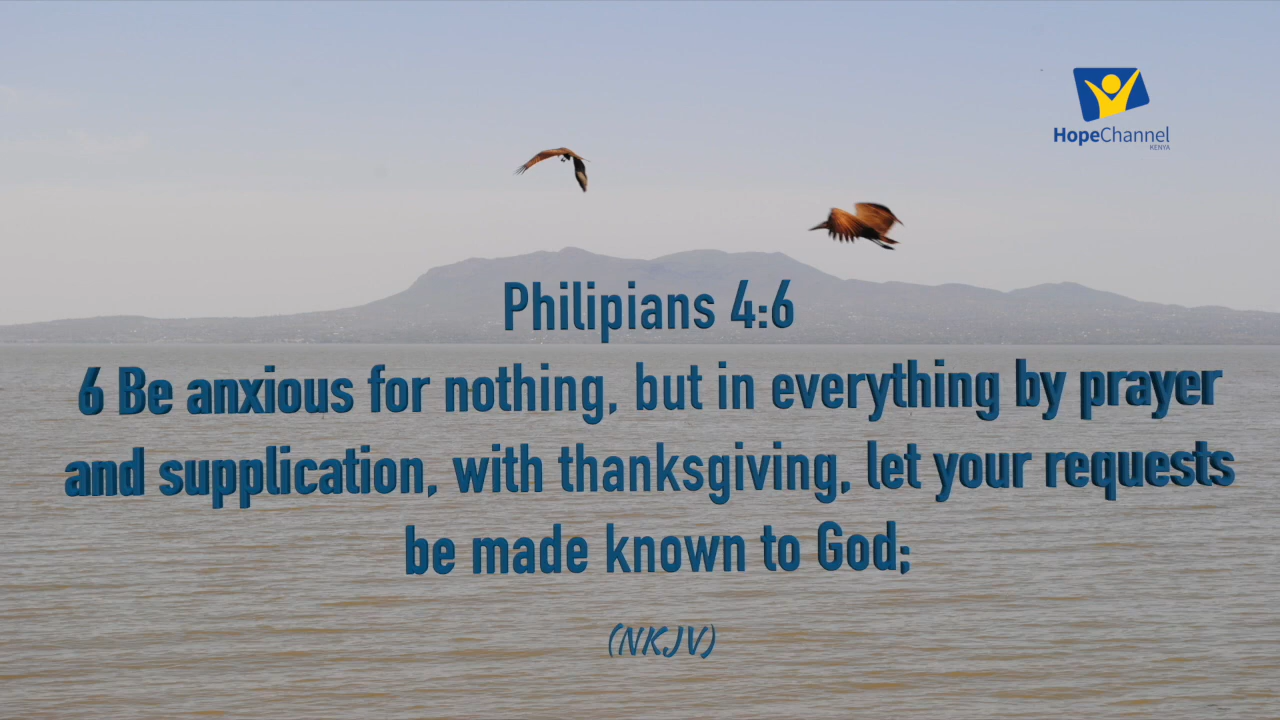 HopeChannel
KENYA
Philipians 4:6
6 Be anxious for nothing, but in everything by prayer
and supplication, with thanksgiving, let your requests
be made known to God;
(NKJV)